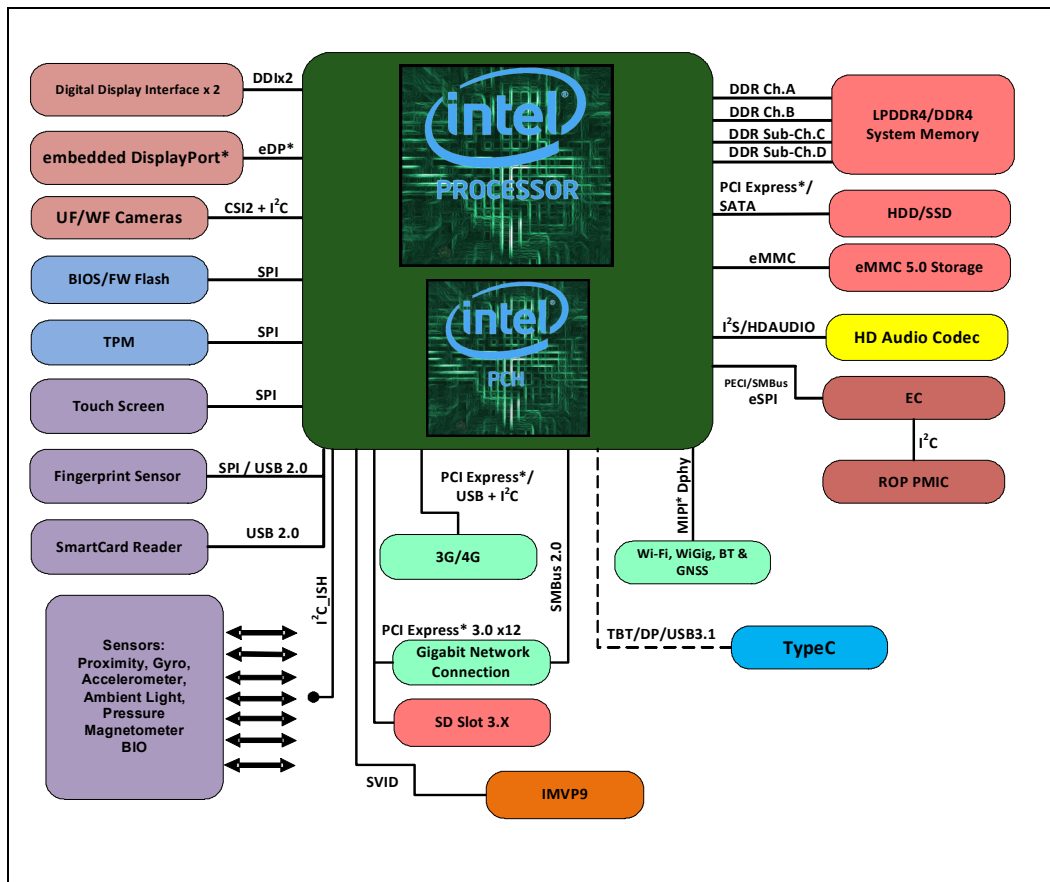 Digital Display Interface x 2
DDIx2
embedded DisplayPort*
eDP*
UF/WF Cameras
CSI2 + I²C
BIOS/FW Flash
SPI
TPM
SPI
Touch Screen
SPI
Fingerprint Sensor
SPI / USB 2.0
SmartCard Reader
USB 2.0
Sensors:
Proximity, Gyro,
Accelerometer,
Ambient Light,
Pressure
Magnetometer
BIO
I²C_ISH
intel®
PROCESSOR
intel®
PCH
DDR Ch.A
DDR Ch.B
DDR Sub-Ch.C
DDR Sub-Ch.D
LPDDR4/DDR4
System Memory
PCI Express*/
SATA
HDD/SSD
eMMC
eMMC 5.0 Storage
I²S/HDAUDIO
HD Audio Codec
PECI/SMBus
eSPI
EC
I²C
ROP PMIC
PCI Express*/
USB + I²C
3G/4G
SMBus 2.0
MIPI* Dphy
Wi-Fi, WiGig, BT &
GNSS
PCI Express* 3.0 x12
Gigabit Network
Connection
TBT/DP/USB3.1
TypeC
SD Slot 3.X
SVID
IMVP9